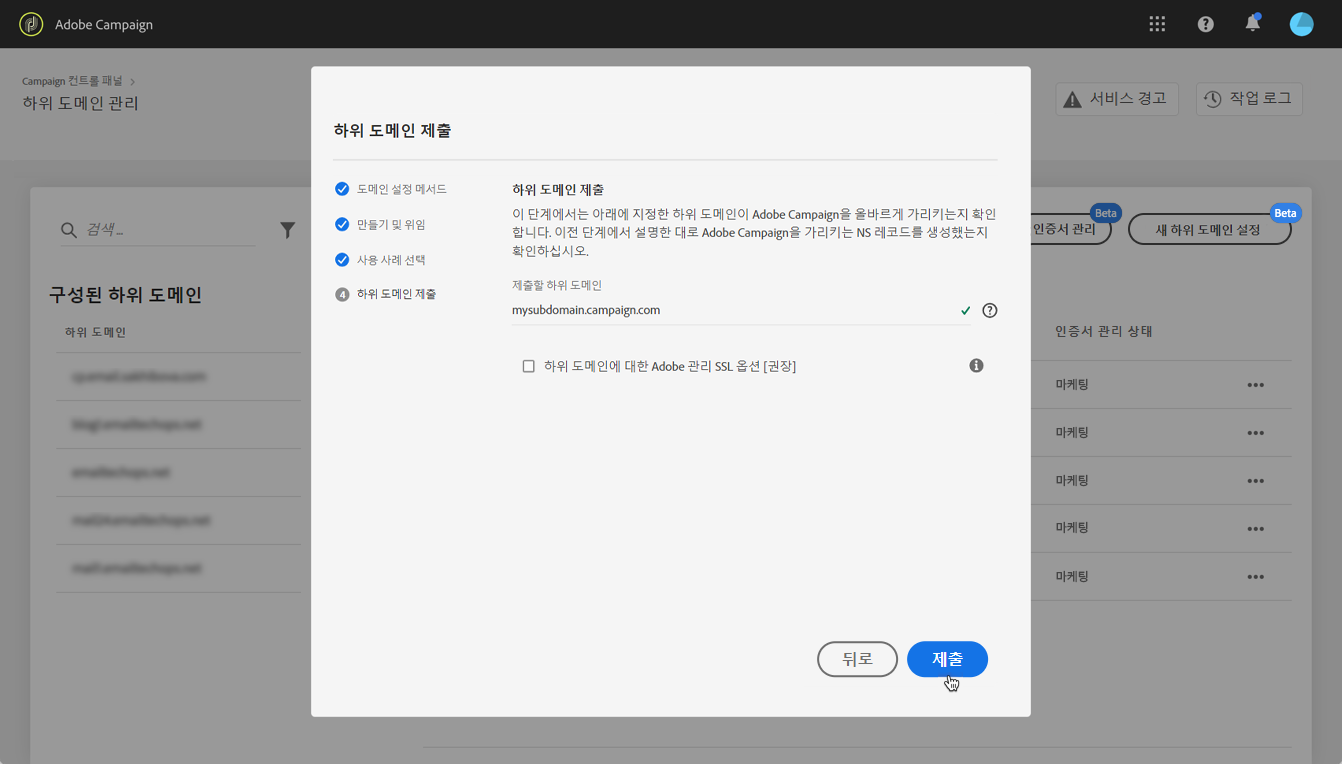 Adobe Campaign
Campaign 컨트롤 패널
하위 도메인 관리
서비스 경고
작업 로그
검색...
인증서 관리
Beta
새 하위 도메인 설정
Beta
구성된 하위 도메인
하위 도메인
인증서 관리 상태
마케팅
마케팅
마케팅
마케팅
마케팅
하위 도메인 제출
도메인 설정 메서드
만들기 및 위임
사용 사례 선택
4 하위 도메인 제출
하위 도메인 제출
이 단계에서는 아래에 지정한 하위 도메인이 Adobe Campaign을 올바르게 가리키는지 확인
합니다. 이전 단계에서 설명한 대로 Adobe Campaign을 가리키는 NS 레코드를 생성했는지
확인하십시오.
제출할 하위 도메인
mysubdomain.campaign.com
하위 도메인에 대한 Adobe 관리 SSL 옵션 [권장]
뒤로
제출